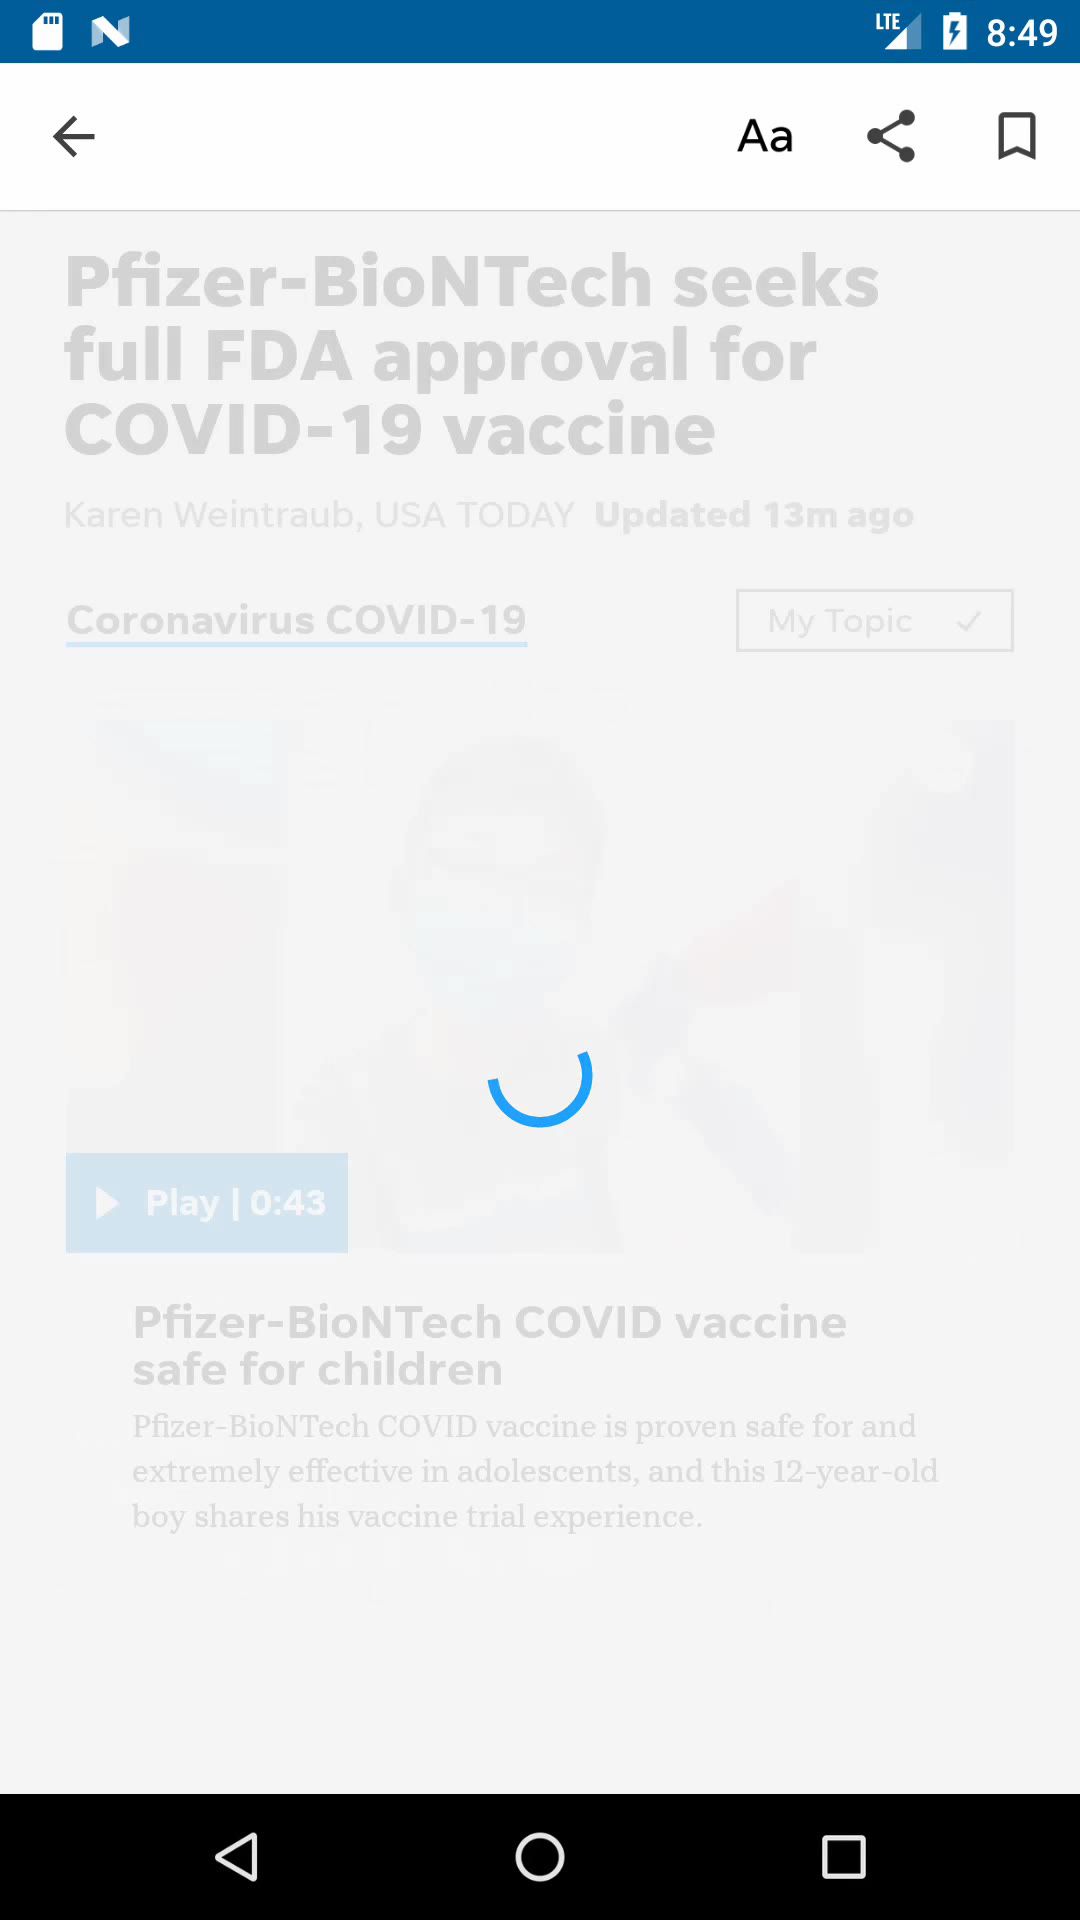 LTE 8:49
Aa
Pfizer-BioNTech seeks
full FDA approval for
COVID-19 vaccine
Karen Weintraub, USA TODAY Updated 13m ago
Coronavirus COVID-19
My Topic
Play | 0:43
Pfizer-BioNTech COVID vaccine
safe for children
Pfizer-BioNTech COVID vaccine is proven safe for and
extremely effective in adolescents, and this 12-year-old
boy shares his vaccine trial experience.